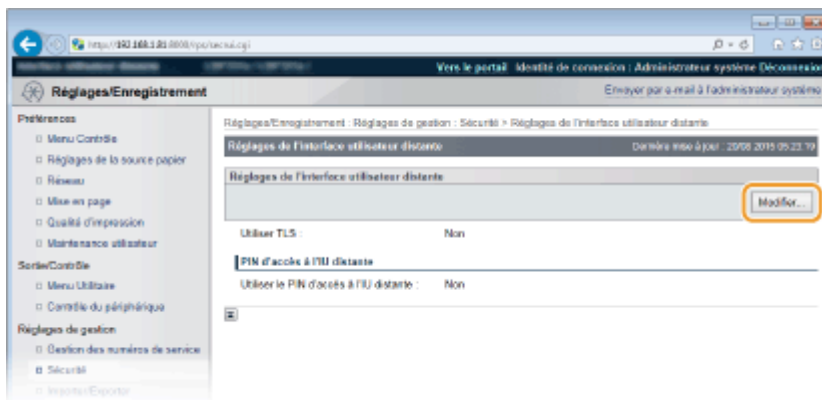 http://192.168.1.81:8000/rps/necrui.cgi
Vers le portail Identité de connexion : Administrateur système Déconnexion
Réglages/Enregistrement
Envoyer par e-mail à l'administrateur système
Préférences
Menu Contrôle
Réglages de la source papier
Réseau
Mise en page
Qualité d'impression
Maintenance utilisateur
Sortie/Contrôle
Menu Utilitaire
Contrôle du périphérique
Réglages de gestion
Gestion des numéros de service
Sécurité
Importer/Exporter
Réglages/Enregistrement : Réglages de gestion : Sécurité > Réglages de l'interface utilisateur distante
Réglages de l'interface utilisateur distante
Dernière mise à jour : 20/08 2015 05:23:19
Réglages de l'interface utilisateur distante
Modifier...
Utiliser TLS : Non
PIN d'accès à l'IU distante
Utiliser le PIN d'accès à l'IU distante : Non